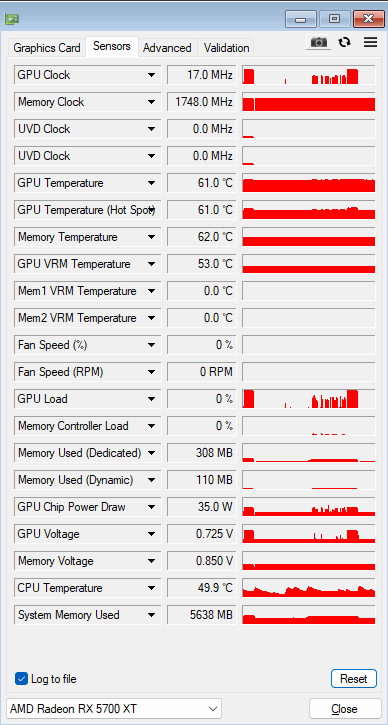 Graphics Card Sensors Advanced Validation
GPU Clock 17.0 MHz
Memory Clock 1748.0 MHz
UVD Clock 0.0 MHz
UVD Clock 0.0 MHz
GPU Temperature 61.0 °C
GPU Temperature (Hot Spot) 61.0 °C
Memory Temperature 62.0 °C
GPU VRM Temperature 53.0 °C
Mem1 VRM Temperature 0.0 °C
Mem2 VRM Temperature 0.0 °C
Fan Speed (%) 0 %
Fan Speed (RPM) 0 RPM
GPU Load 0 %
Memory Controller Load 0 %
Memory Used (Dedicated) 308 MB
Memory Used (Dynamic) 110 MB
GPU Chip Power Draw 35.0 W
GPU Voltage 0.725 V
Memory Voltage 0.850 V
CPU Temperature 49.9 °C
System Memory Used 5638 MB
Log to file Reset
AMD Radeon RX 5700 XT Close